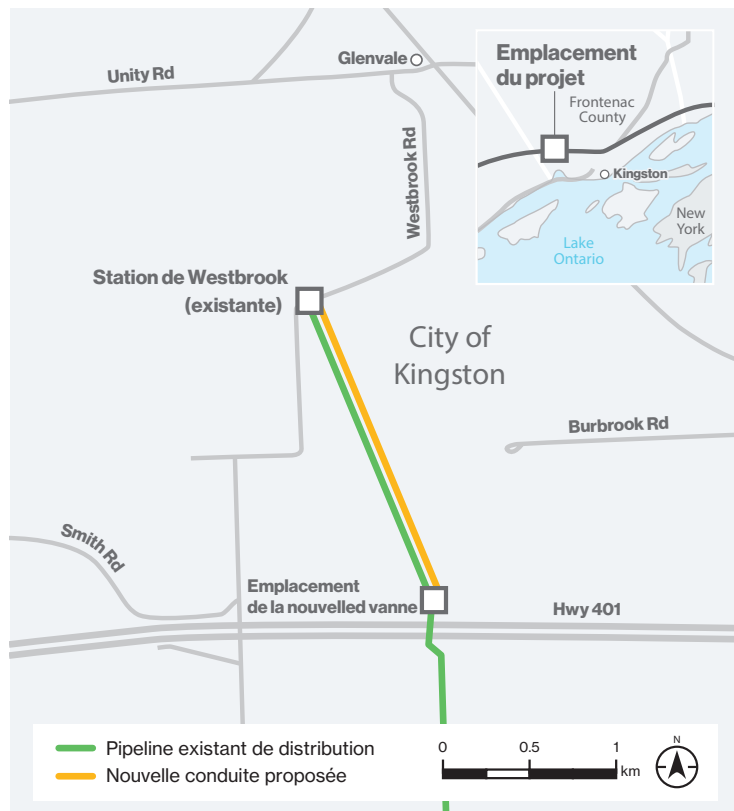 Glenvale
Unity Rd
Westbrook Rd
Emplacement
du projet
Frontenac
County
Kingston
New
York
Lake
Ontario
Station de Westbrook
(existante)
City of
Kingston
Burbrook Rd
Smith Rd
Emplacement
de la nouvelled vanne
Hwy 401
Pipeline existant de distribution
Nouvelle conduite proposée
0 0.5 1
km
N